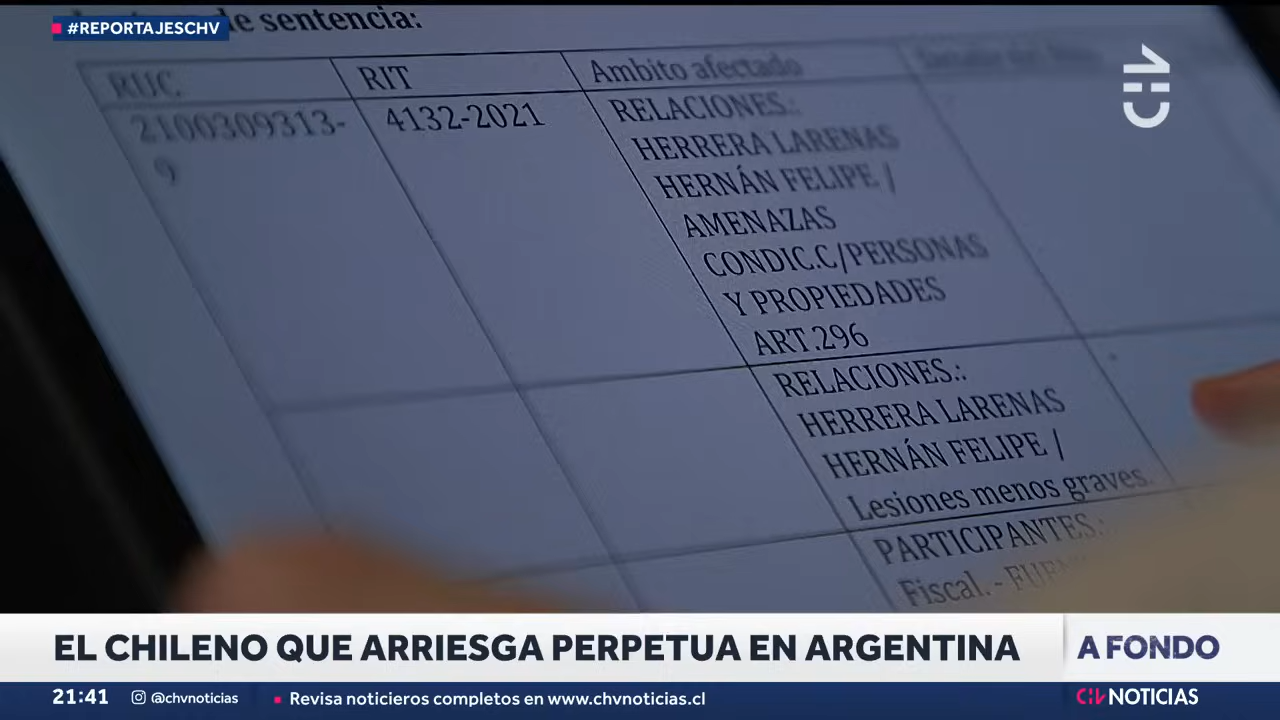 #REPORTAJESCHV
de sentencia:
RUC
RIT
Ambito afectado
2100309313-
9
4132-2021
RELACIONES.:
HERRERA LARENAS
HERNÁN FELIPE /
AMENAZAS
CONDIC.C/PERSONAS
Y PROPIEDADES
ART.296
RELACIONES.:
HERRERA LARENAS
HERNÁN FELIPE /
Lesiones menos graves.
PARTICIPANTES.:
Fiscal. -
CHV
EL CHILENO QUE ARRIESGA PERPETUA EN ARGENTINA
A FONDO
21:41
@chvnoticias
Revisa noticieros completos en www.chvnoticias.cl
CHV NOTICIAS